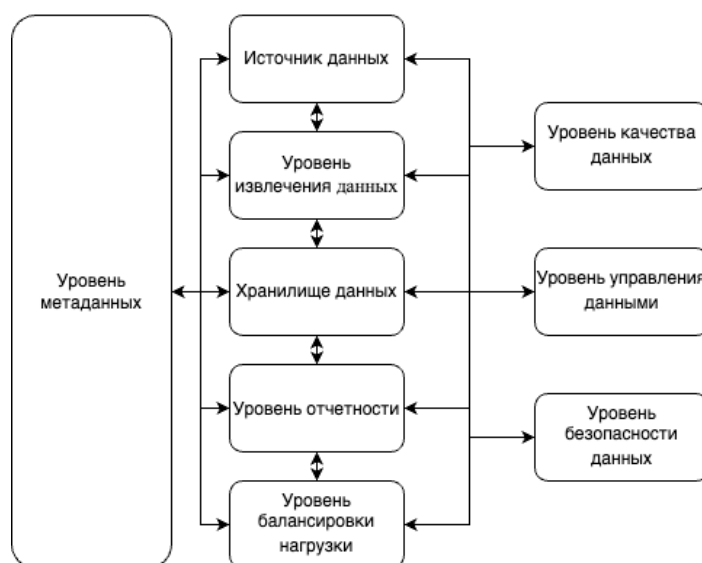 Уровень
метаданных
Источник данных
Уровень
извлечения данных
Хранилище данных
Уровень отчетности
Уровень
балансировки
нагрузки
Уровень качества
данных
Уровень управления
данными
Уровень
безопасности
данных